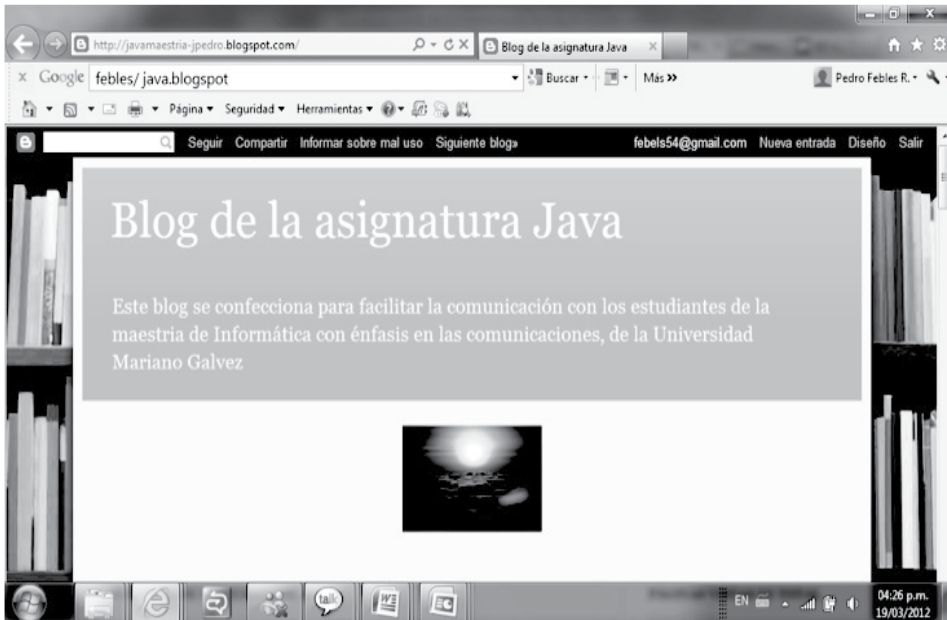 http://javamaestria-jpedro.blogspot.com/
Blog de la asignatura Java
x Google febles/ java.blogspot Buscar Más >> Pedro Febles R.
Página Seguridad Herramientas
Seguir Compartir Informar sobre mal uso Siguiente blog» febels54@gmail.com Nueva entrada Diseño Salir
Blog de la asignatura Java
Este blog se confecciona para facilitar la comunicación con los estudiantes de la
maestria de Informática con énfasis en las comunicaciones, de la Universidad
Mariano Galvez
talk
EN
04:26 p.m.
19/03/2012